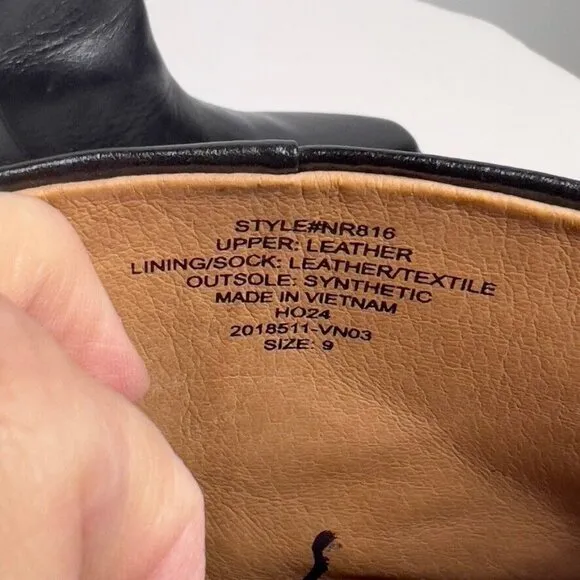 STYLE#NR816
UPPER: LEATHER
LINING/SOCK: LEATHER/TEXTILE
OUTSOLE: SYNTHETIC
MADE IN VIETNAM
HO24
2018511-VN03
SIZE: 9